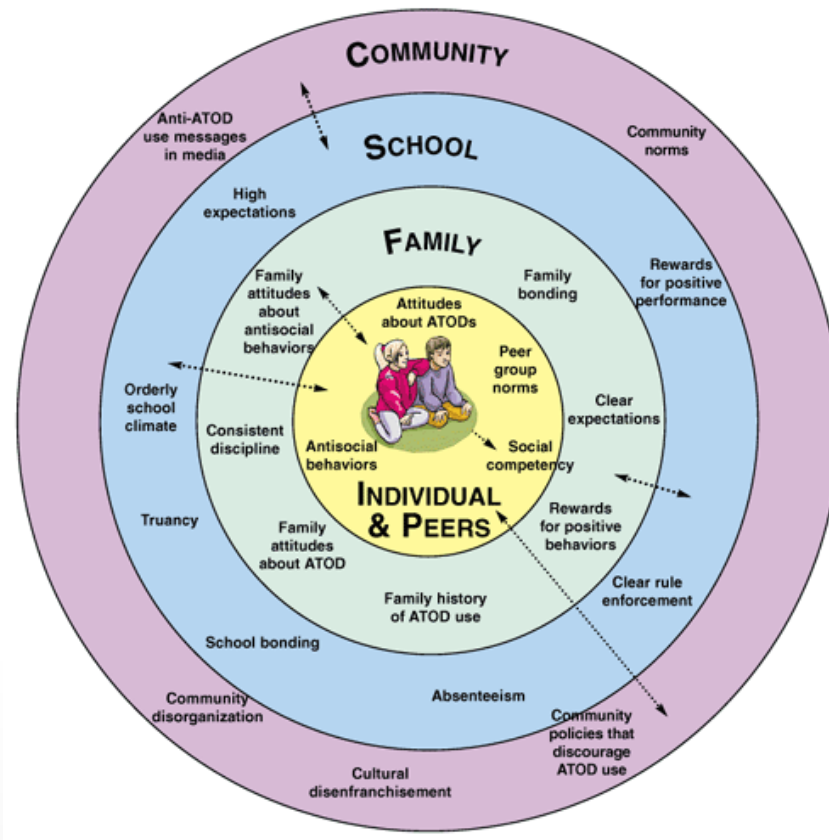 COMMUNITY
Anti-ATOD
use messages
in media
Community
norms
SCHOOL
High
expectations
Rewards
for positive
performance
Orderly
school
climate
Truancy
Clear rule
enforcement
School bonding
Absenteeism
FAMILY
Family
attitudes
about
antisocial
behaviors
Family
bonding
Clear
expectations
Consistent
discipline
Rewards
for positive
behaviors
Family
attitudes
about ATOD
Family history
of ATOD use
Attitudes
about ATODs
Peer
group
norms
Antisocial
behaviors
Social
competency
INDIVIDUAL
& PEERS
Community
disorganization
Cultural
disenfranchisement
Community
policies that
discourage
ATOD use